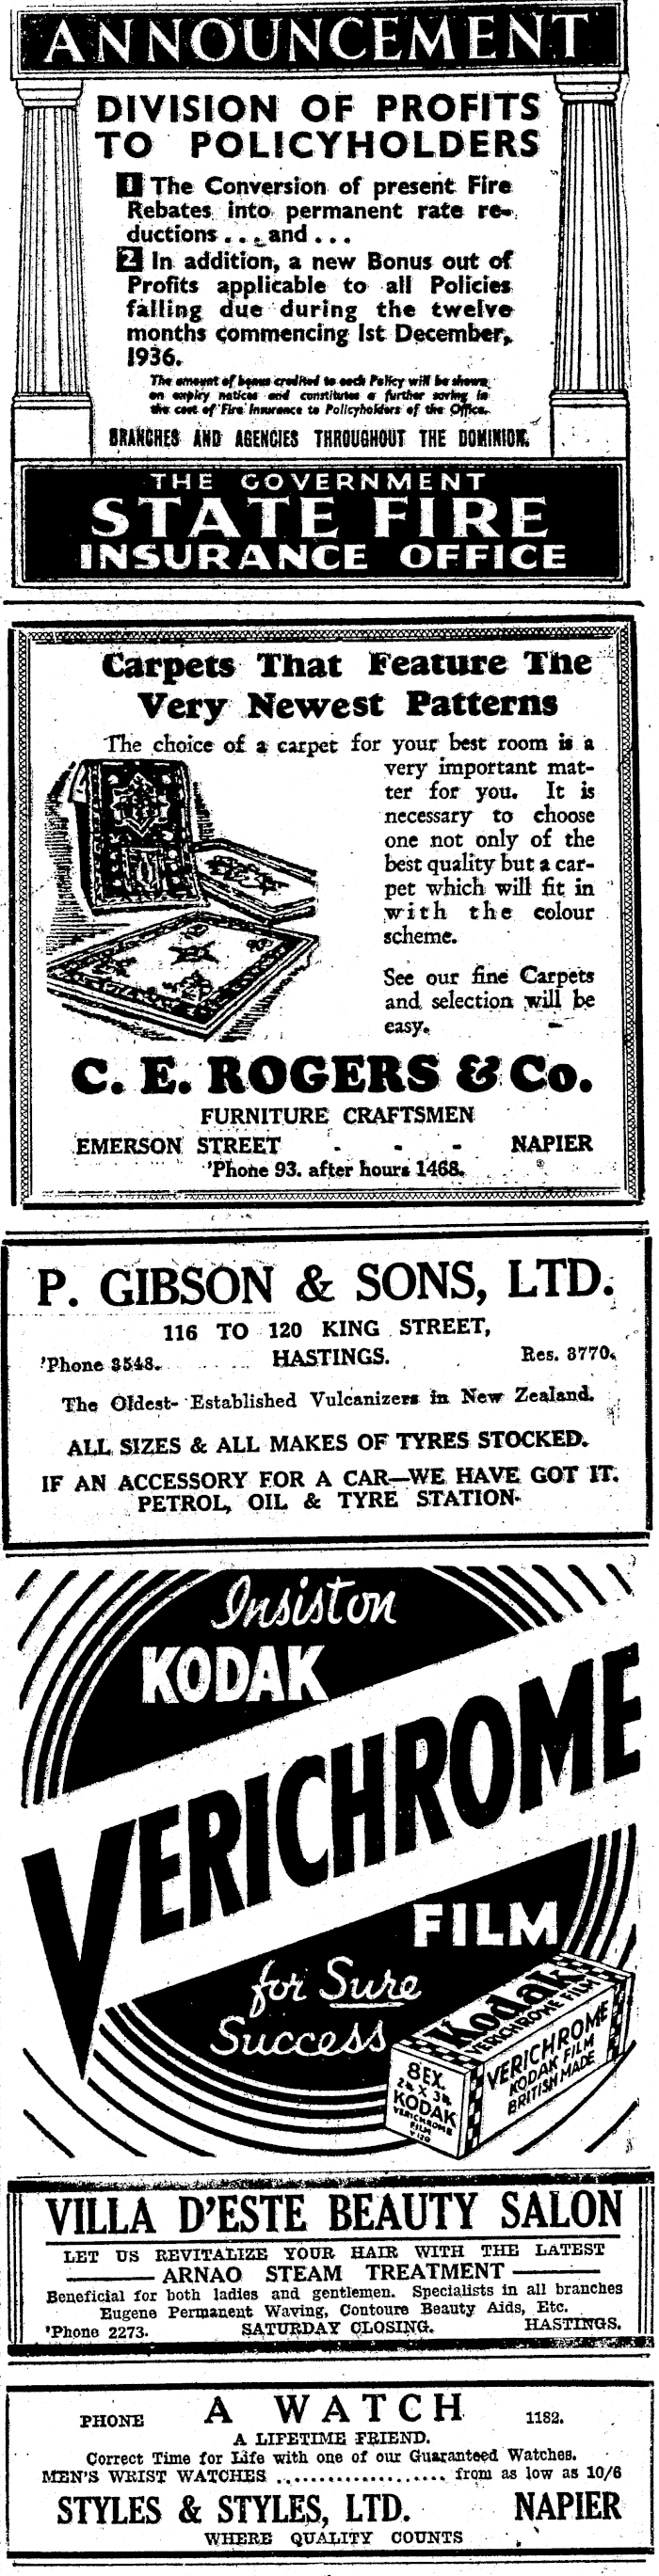 ANNOUNCEMENT
DIVISION OF PROFITS
TO POLICYHOLDERS
1 The Conversion of present Fire
Rebates into permanent rate re-
ductions . . . and . . .
2 In addition, a new Bonus out of
Profits applicable to all Policies
falling due during the twelve
months commencing 1st December,
1936.
The amount of bonus credited to each Policy will be shown
on expiry notices and constitutes a further saving in
the cost of Fire Insurance to Policyholders of the Office.
BRANCHES AND AGENCIES THROUGHOUT THE DOMINION.
THE GOVERNMENT
STATE FIRE
INSURANCE OFFICE
Carpets That Feature The
Very Newest Patterns
The choice of a carpet for your best room is a
very important mat-
ter for you. It is
necessary to choose
one not only of the
best quality but a car-
pet which will fit in
with the colour
scheme.
See our fine Carpets
and selection will be
easy.
C. E. ROGERS & Co.
FURNITURE CRAFTSMEN
EMERSON STREET - - - NAPIER
'Phone 93. after hours 1468.
P. GIBSON & SONS, LTD.
116 TO 120 KING STREET,
'Phone 3548. HASTINGS. Res. 3770.
The Oldest- Established Vulcanizers in New Zealand.
ALL SIZES & ALL MAKES OF TYRES STOCKED.
IF AN ACCESSORY FOR A CAR—WE HAVE GOT IT.
PETROL, OIL & TYRE STATION.
Insist on
KODAK
VERICHROME
FILM
for Sure
Success
Kodak
VERICHROME FILM
VERICHROME
KODAK FILM
BRITISH MADE
8 EX.
2¼ X 3¼
KODAK
VERICHROME
FILM
V 120
VILLA D'ESTE BEAUTY SALON
LET US REVITALIZE YOUR HAIR WITH THE LATEST
ARNAO STEAM TREATMENT
Beneficial for both ladies and gentlemen. Specialists in all branches
Eugene Permanent Waving, Contoure Beauty Aids, Etc.
'Phone 2273. SATURDAY CLOSING. HASTINGS.
PHONE A WATCH 1182.
A LIFETIME FRIEND.
Correct Time for Life with one of our Guaranteed Watches.
MEN'S WRIST WATCHES .................... from as low as 10/6
STYLES & STYLES, LTD. NAPIER
WHERE QUALITY COUNTS